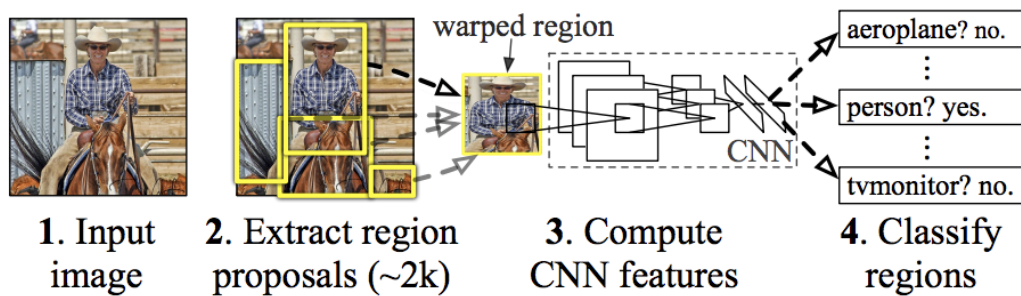 warped region
aeroplane? no.
⋮
person? yes.
⋮
tvmonitor? no.
CNN
1. Input
image
2. Extract region
proposals (~2k)
3. Compute
CNN features
4. Classify
regions